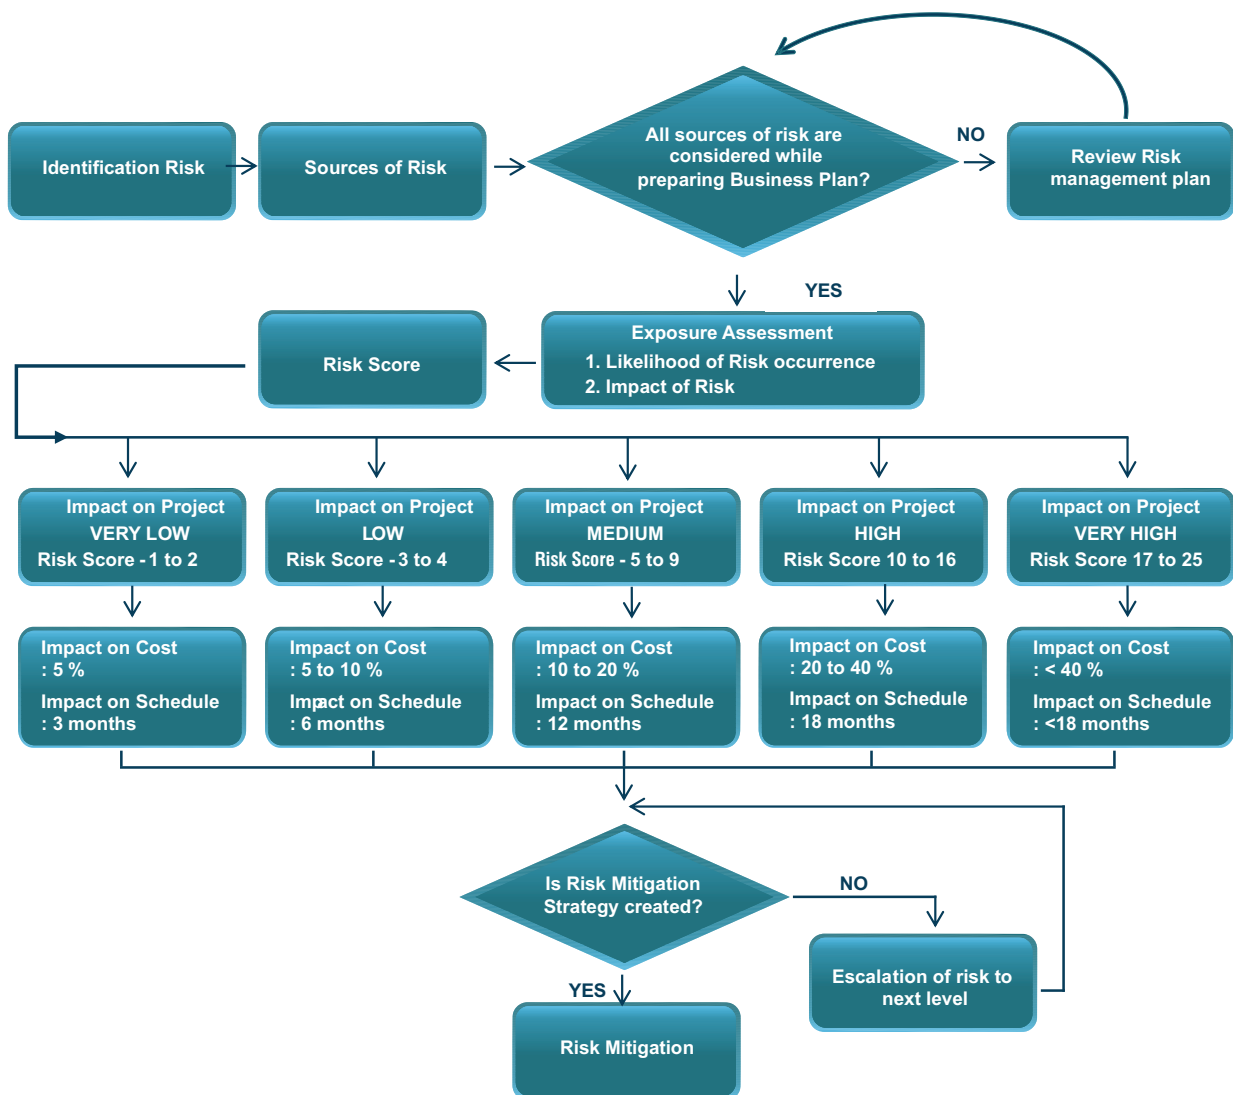 Identification Risk
Sources of Risk
All sources of risk are
considered while
preparing Business Plan?
NO
Review Risk
management plan
YES
Exposure Assessment
1. Likelihood of Risk occurrence
2. Impact of Risk
Risk Score
Impact on Project
VERY LOW
Risk Score - 1 to 2
Impact on Project
LOW
Risk Score - 3 to 4
Impact on Project
MEDIUM
Risk Score - 5 to 9
Impact on Project
HIGH
Risk Score 10 to 16
Impact on Project
VERY HIGH
Risk Score 17 to 25
Impact on Cost
: 5 %
Impact on Schedule
: 3 months
Impact on Cost
: 5 to 10 %
Impact on Schedule
: 6 months
Impact on Cost
: 10 to 20 %
Impact on Schedule
: 12 months
Impact on Cost
: 20 to 40 %
Impact on Schedule
: 18 months
Impact on Cost
: < 40 %
Impact on Schedule
: <18 months
Is Risk Mitigation
Strategy created?
NO
Escalation of risk to
next level
YES
Risk Mitigation